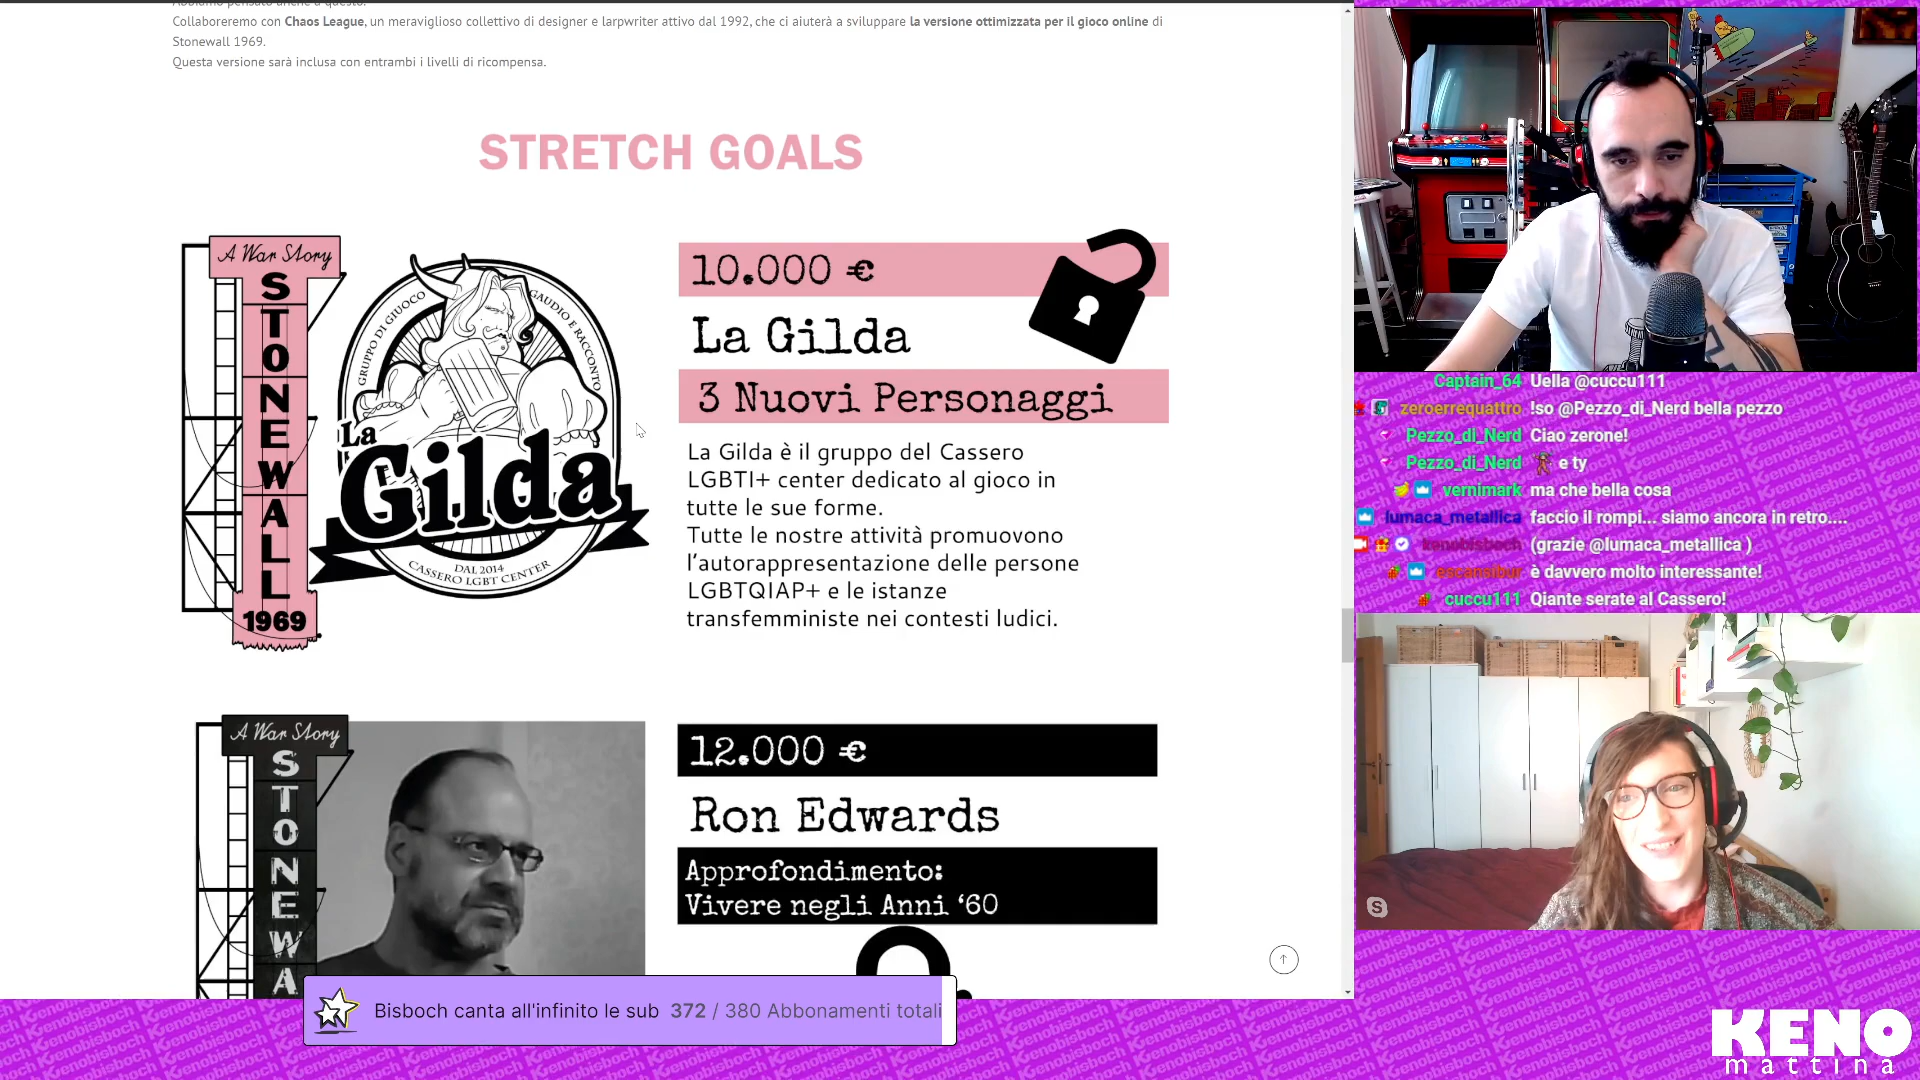 Collaboreremo con Chaos League, un meraviglioso collettivo di designer e larpwriter attivo dal 1992, che ci aiuterà a sviluppare la versione ottimizzata per il gioco online di
Stonewall 1969.
Questa versione sarà inclusa con entrambi i livelli di ricompensa.
STRETCH GOALS
A War Story
STONEWALL
1969
GRUPPO DI GIUOCO
GAUDIO E RACCONTO
La
Gilda
DAL 2014
CASSERO LGBT CENTER
10.000 €
La Gilda
3 Nuovi Personaggi
La Gilda è il gruppo del Cassero
LGBTI+ center dedicato al gioco in
tutte le sue forme.
Tutte le nostre attività promuovono
l'autorappresentazione delle persone
LGBTQIAP+ e le istanze
transfemministe nei contesti ludici.
A War Story
STONEWA
12.000 €
Ron Edwards
Approfondimento:
Vivere negli Anni ‘60
Bisboch canta all'infinito le sub 372 / 380 Abbonamenti totali
Captain_64 Uella @cuccu111
zeroerrequattro !so @Pezzo_di_Nerd bella pezzo
Pezzo_di_Nerd Ciao zerone!
Pezzo_di_Nerd e ty
vernimark ma che bella cosa
lumaca_metallica faccio il rompi... siamo ancora in retro....
kenobisboch (grazie @lumaca_metallica )
escansibur è davvero molto interessante!
cuccu111 Qiante serate al Cassero!
KENO
mattina